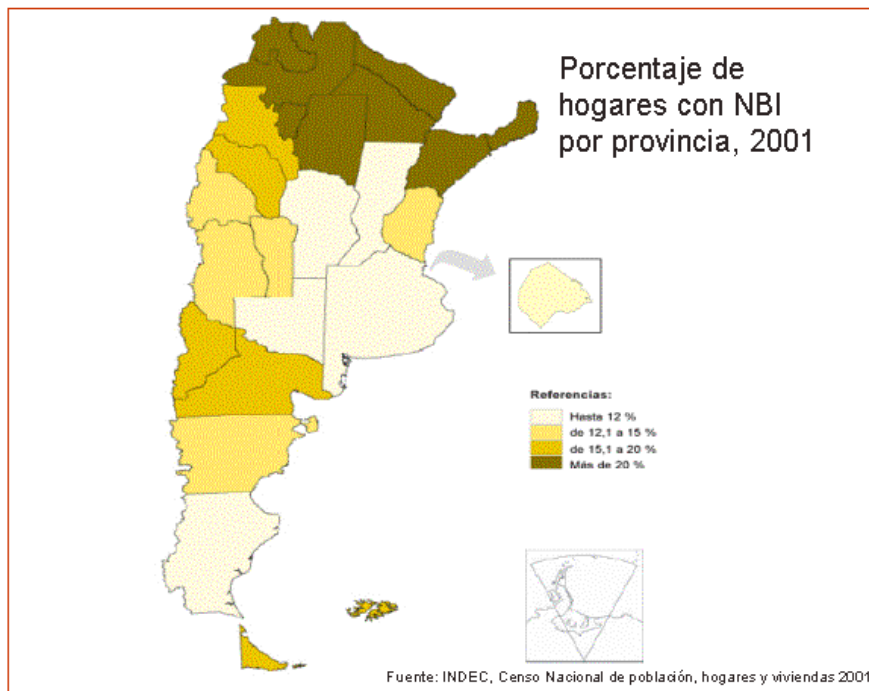 Porcentaje de
hogares con NBI
por provincia, 2001
Referencias:
Hasta 12 %
de 12,1 a 15 %
de 15,1 a 20 %
Más de 20 %
Fuente: INDEC, Censo Nacional de población, hogares y viviendas 2001